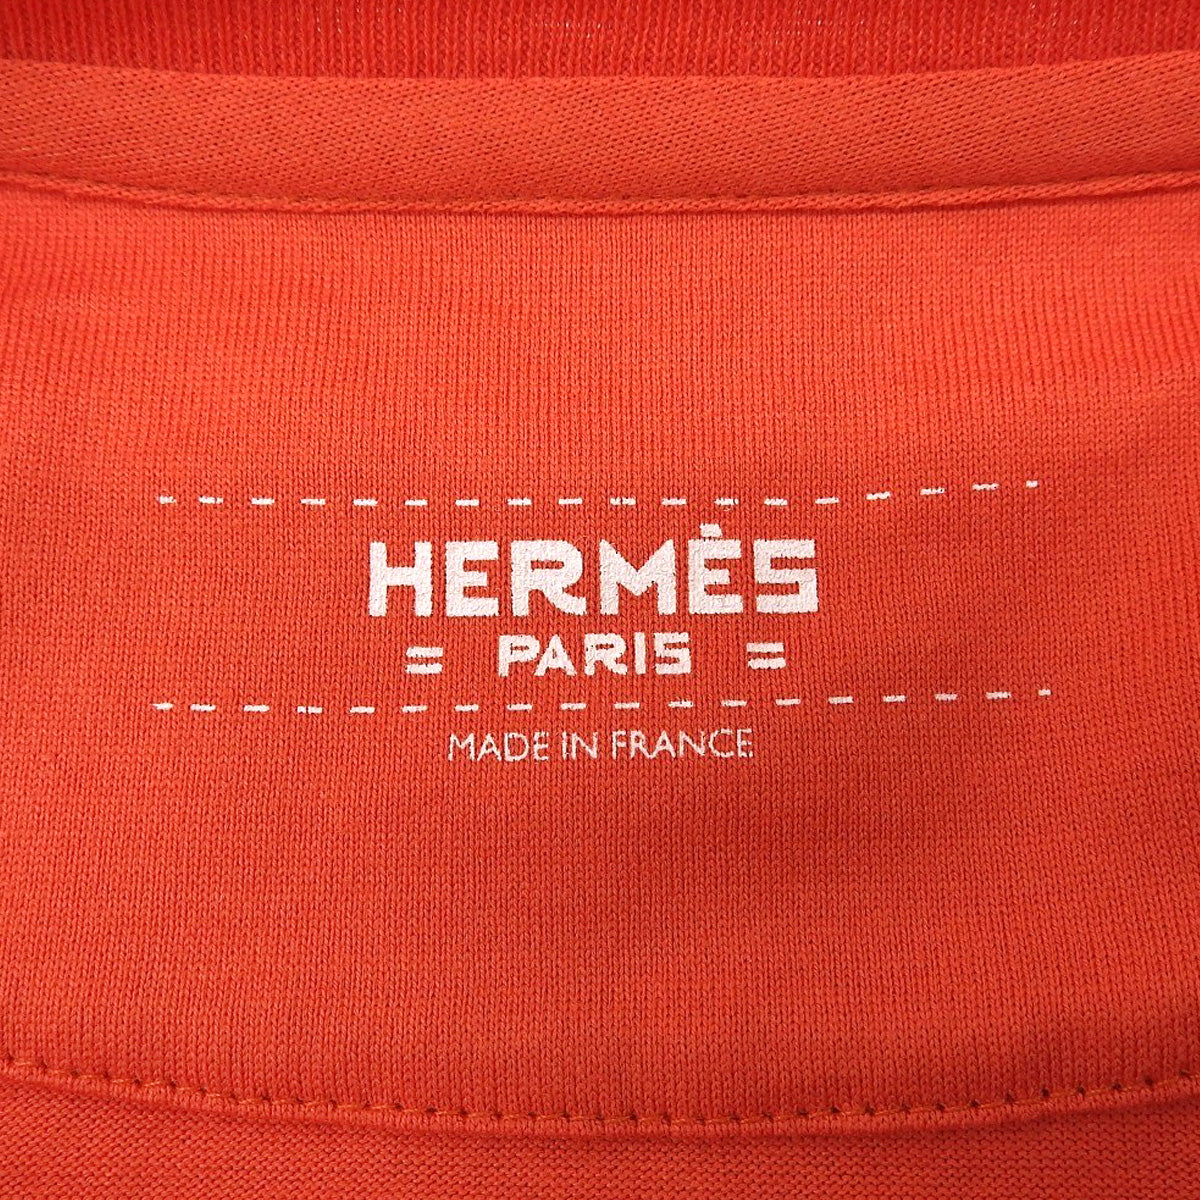 HERMÈS
= PARIS =
MADE IN FRANCE